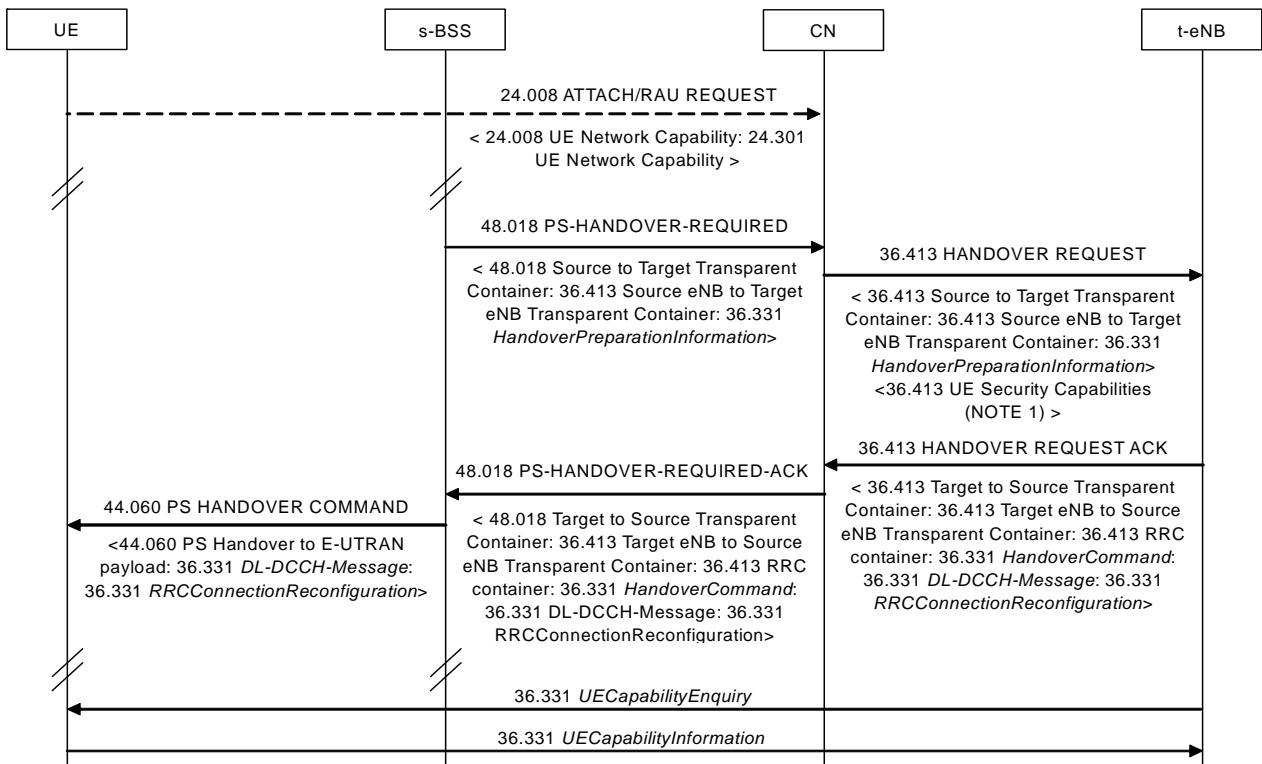 UE
s-BSS
CN
t-eNB
24.008 ATTACH/RAU REQUEST
< 24.008 UE Network Capability: 24.301
UE Network Capability >
48.018 PS-HANDOVER-REQUIRED
< 48.018 Source to Target Transparent
Container: 36.413 Source eNB to Target
eNB Transparent Container: 36.331
HandoverPreparationInformation>
36.413 HANDOVER REQUEST
< 36.413 Source to Target Transparent
Container: 36.413 Source eNB to Target
eNB Transparent Container: 36.331
HandoverPreparationInformation>
<36.413 UE Security Capabilities
(NOTE 1) >
36.413 HANDOVER REQUEST ACK
< 36.413 Target to Source Transparent
Container: 36.413 Target eNB to Source
eNB Transparent Container: 36.413 RRC
container: 36.331 HandoverCommand:
36.331 DL-DCCH-Message: 36.331
RRCConnectionReconfiguration>
48.018 PS-HANDOVER-REQUIRED-ACK
< 48.018 Target to Source Transparent
Container: 36.413 Target eNB to Source
eNB Transparent Container: 36.413 RRC
container: 36.331 HandoverCommand:
36.331 DL-DCCH-Message: 36.331
RRCConnectionReconfiguration>
44.060 PS HANDOVER COMMAND
<44.060 PS Handover to E-UTRAN
payload: 36.331 DL-DCCH-Message:
36.331 RRCConnectionReconfiguration>
36.331 UECapabilityEnquiry
36.331 UECapabilityInformation